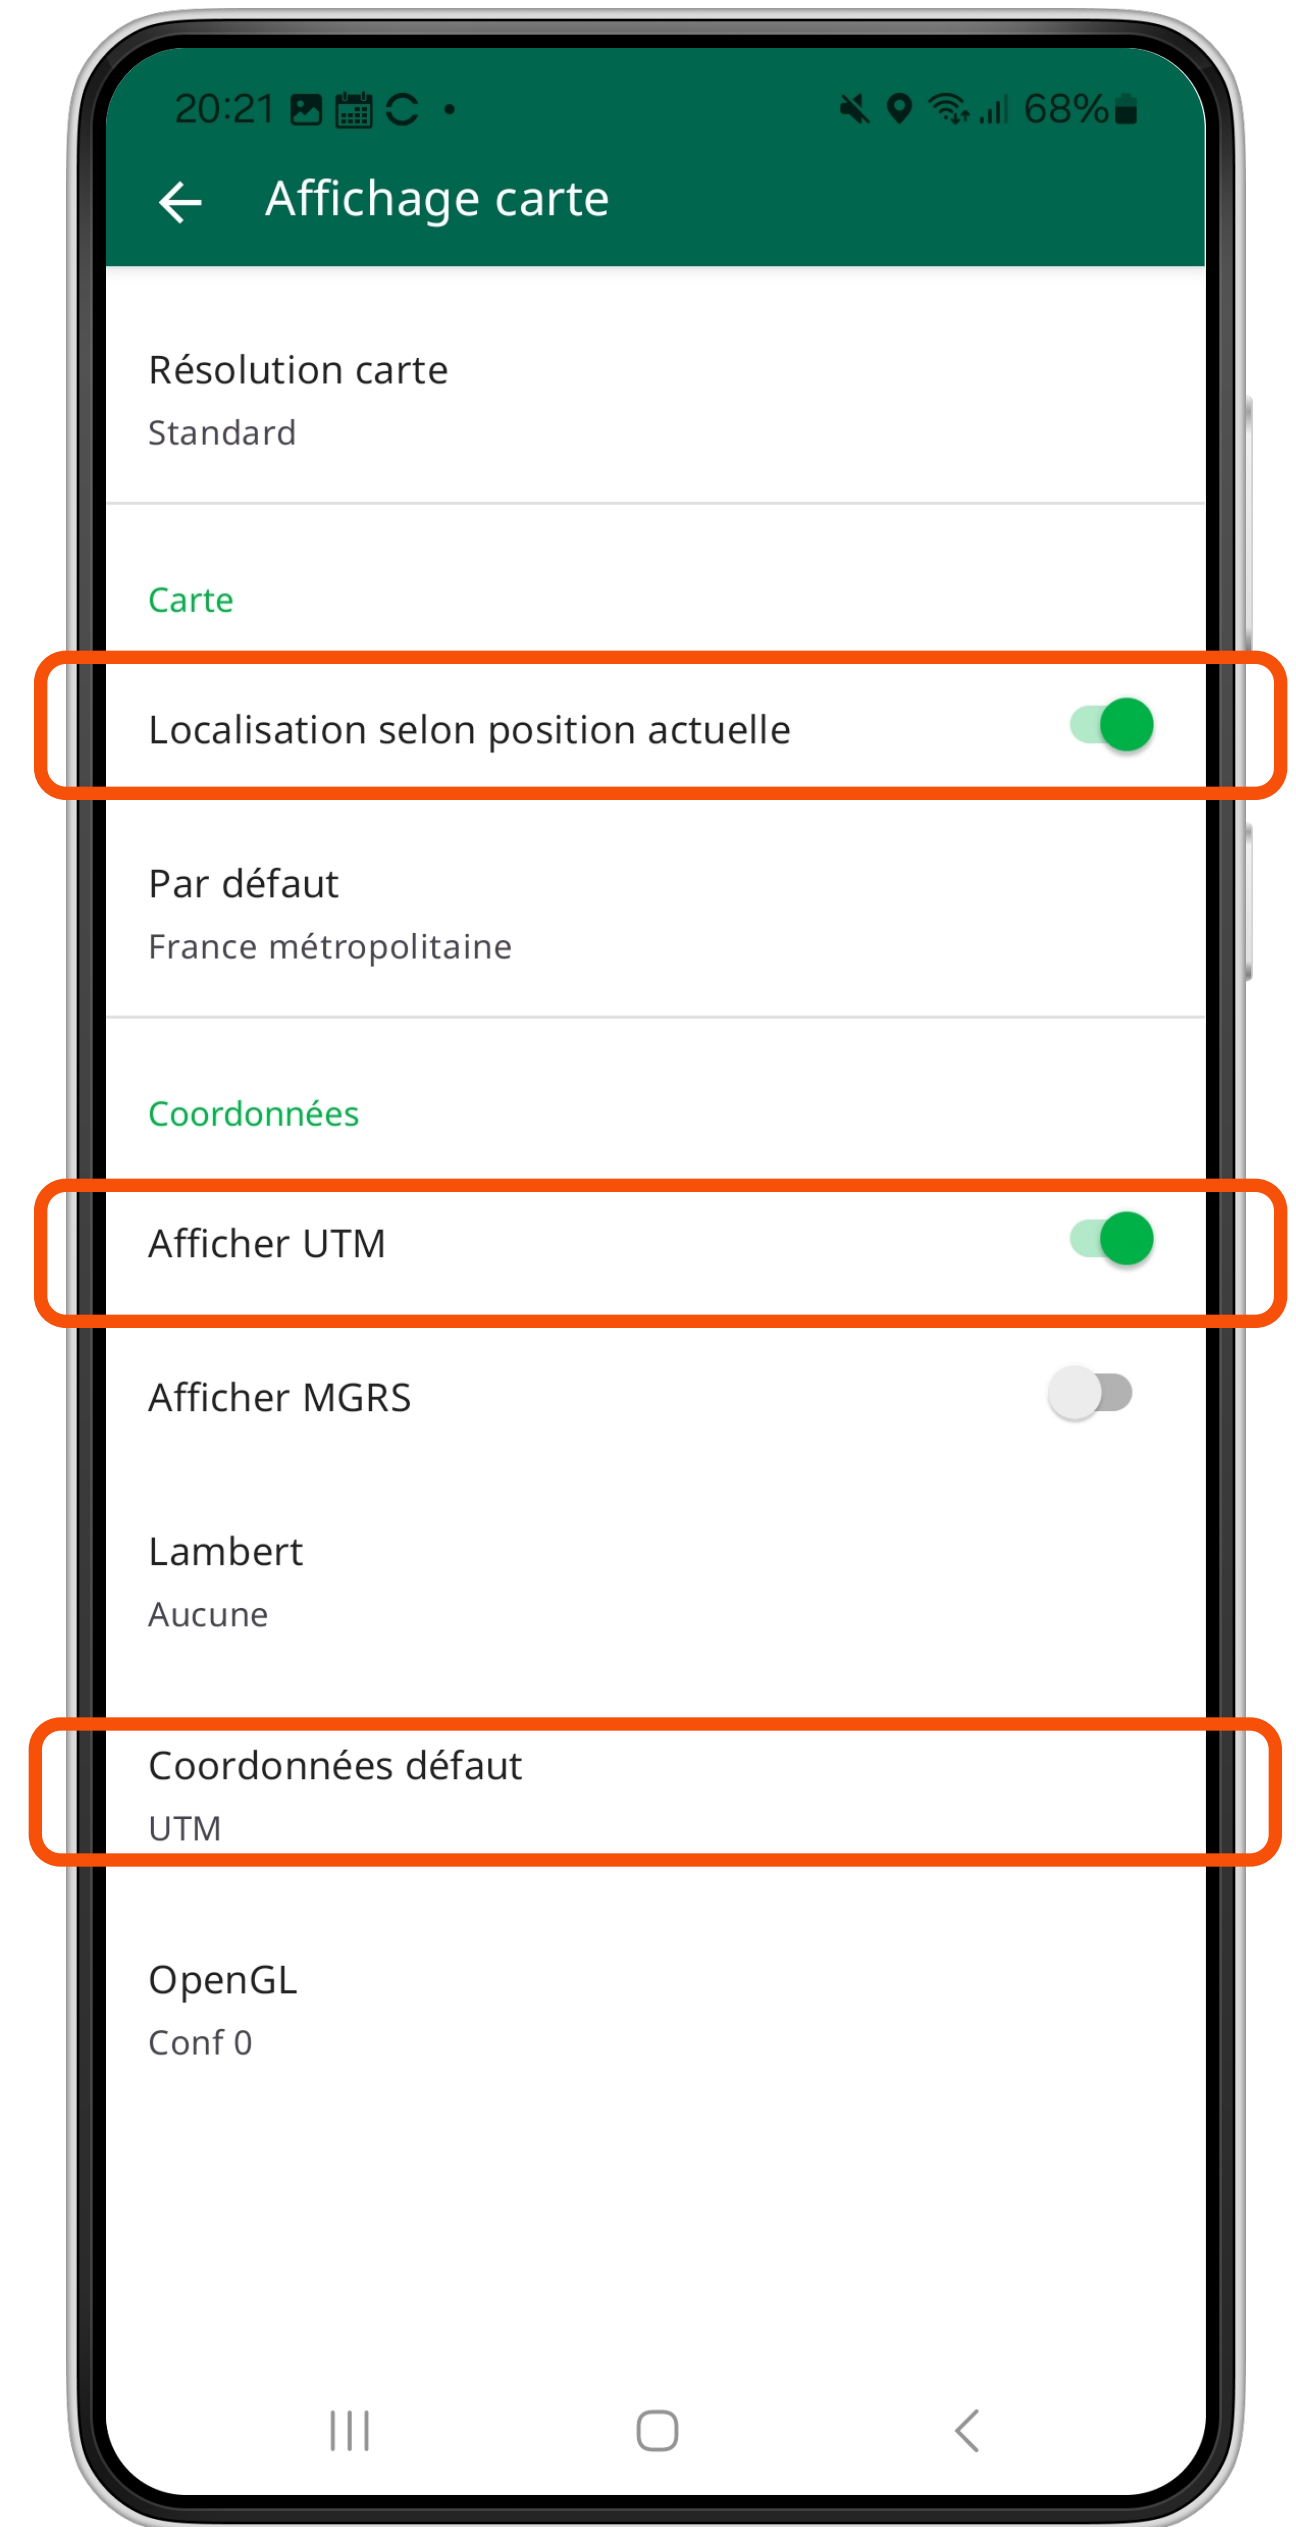 20:21 68%
Affichage carte
Résolution carte
Standard
Carte
Localisation selon position actuelle
Par défaut
France métropolitaine
Coordonnées
Afficher UTM
Afficher MGRS
Lambert
Aucune
Coordonnées défaut
UTM
OpenGL
Conf 0